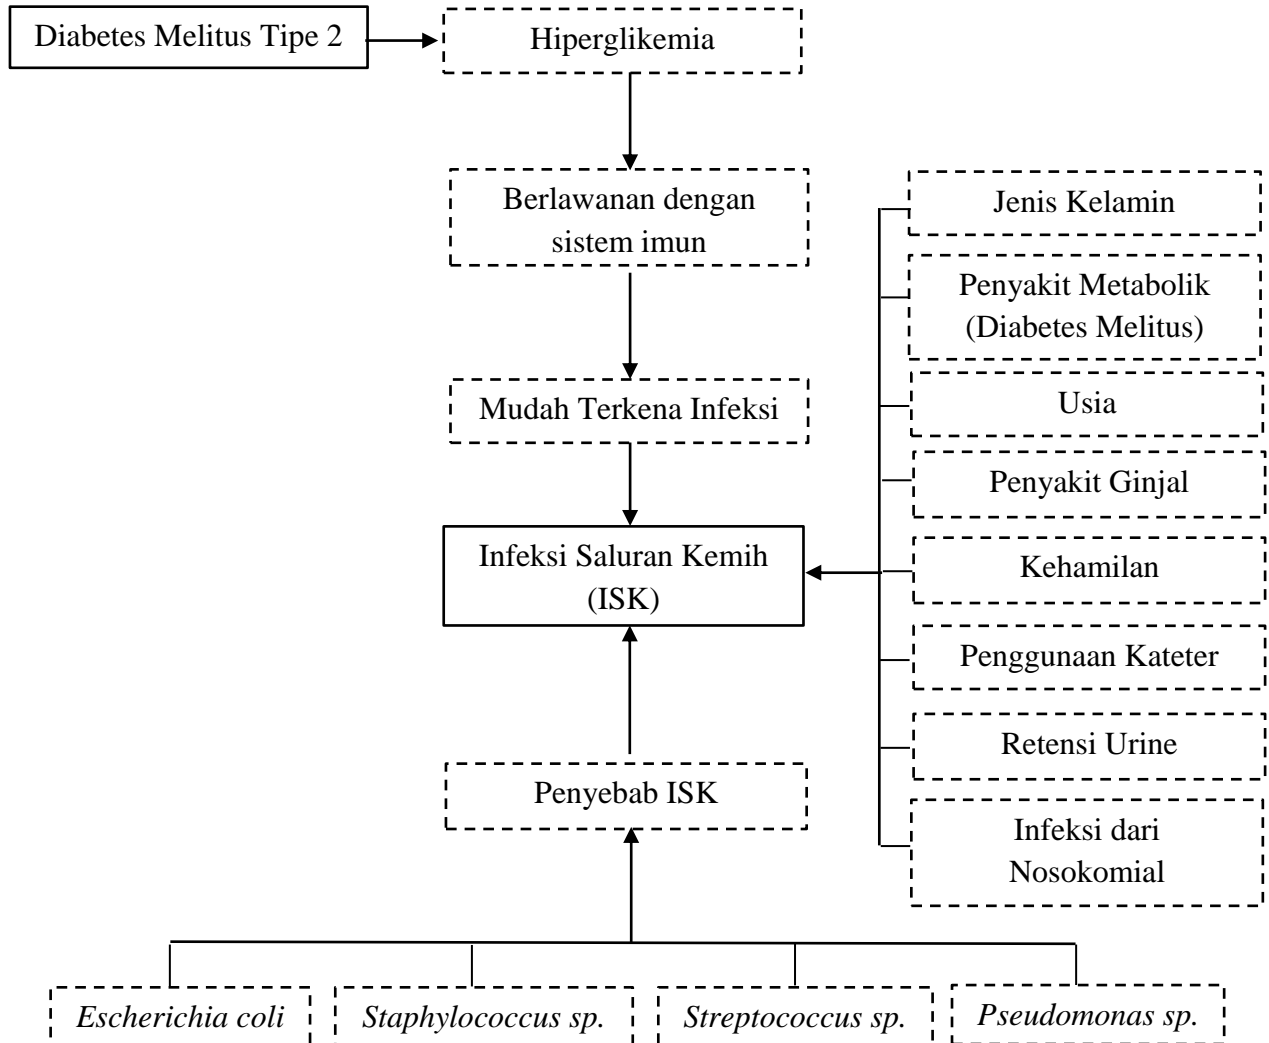 Diabetes Melitus Tipe 2
Hiperglikemia
Berlawanan dengan
sistem imun
Mudah Terkena Infeksi
Infeksi Saluran Kemih
(ISK)
Penyebab ISK
Jenis Kelamin
Penyakit Metabolik
(Diabetes Melitus)
Usia
Penyakit Ginjal
Kehamilan
Penggunaan Kateter
Retensi Urine
Infeksi dari
Nosokomial
Escherichia coli
Staphylococcus sp.
Streptococcus sp.
Pseudomonas sp.